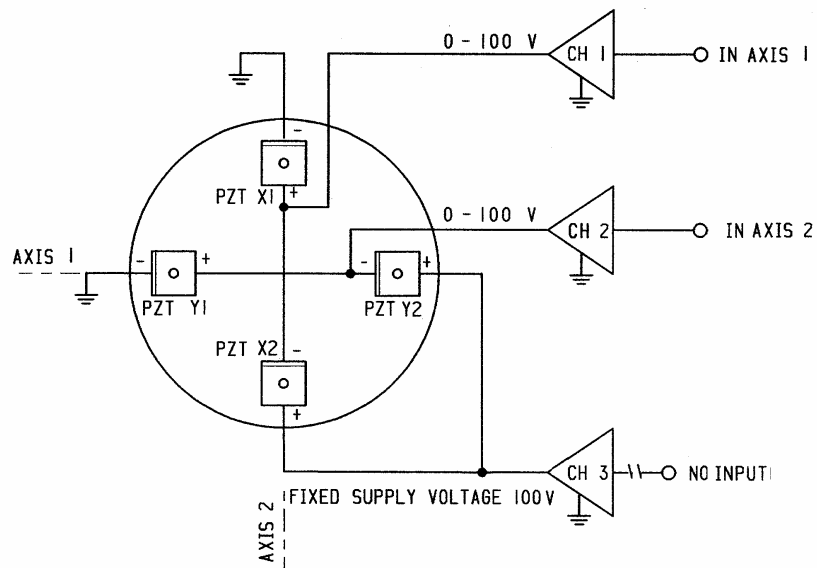 0 - 100 V
CH 1
IN AXIS 1
-
PZT X1
+
0 - 100 V
CH 2
IN AXIS 2
AXIS 1
-
+
-
+
PZT Y1
PZT Y2
PZT X2
-
+
CH 3
NO INPUT
FIXED SUPPLY VOLTAGE 100V
AXIS 2